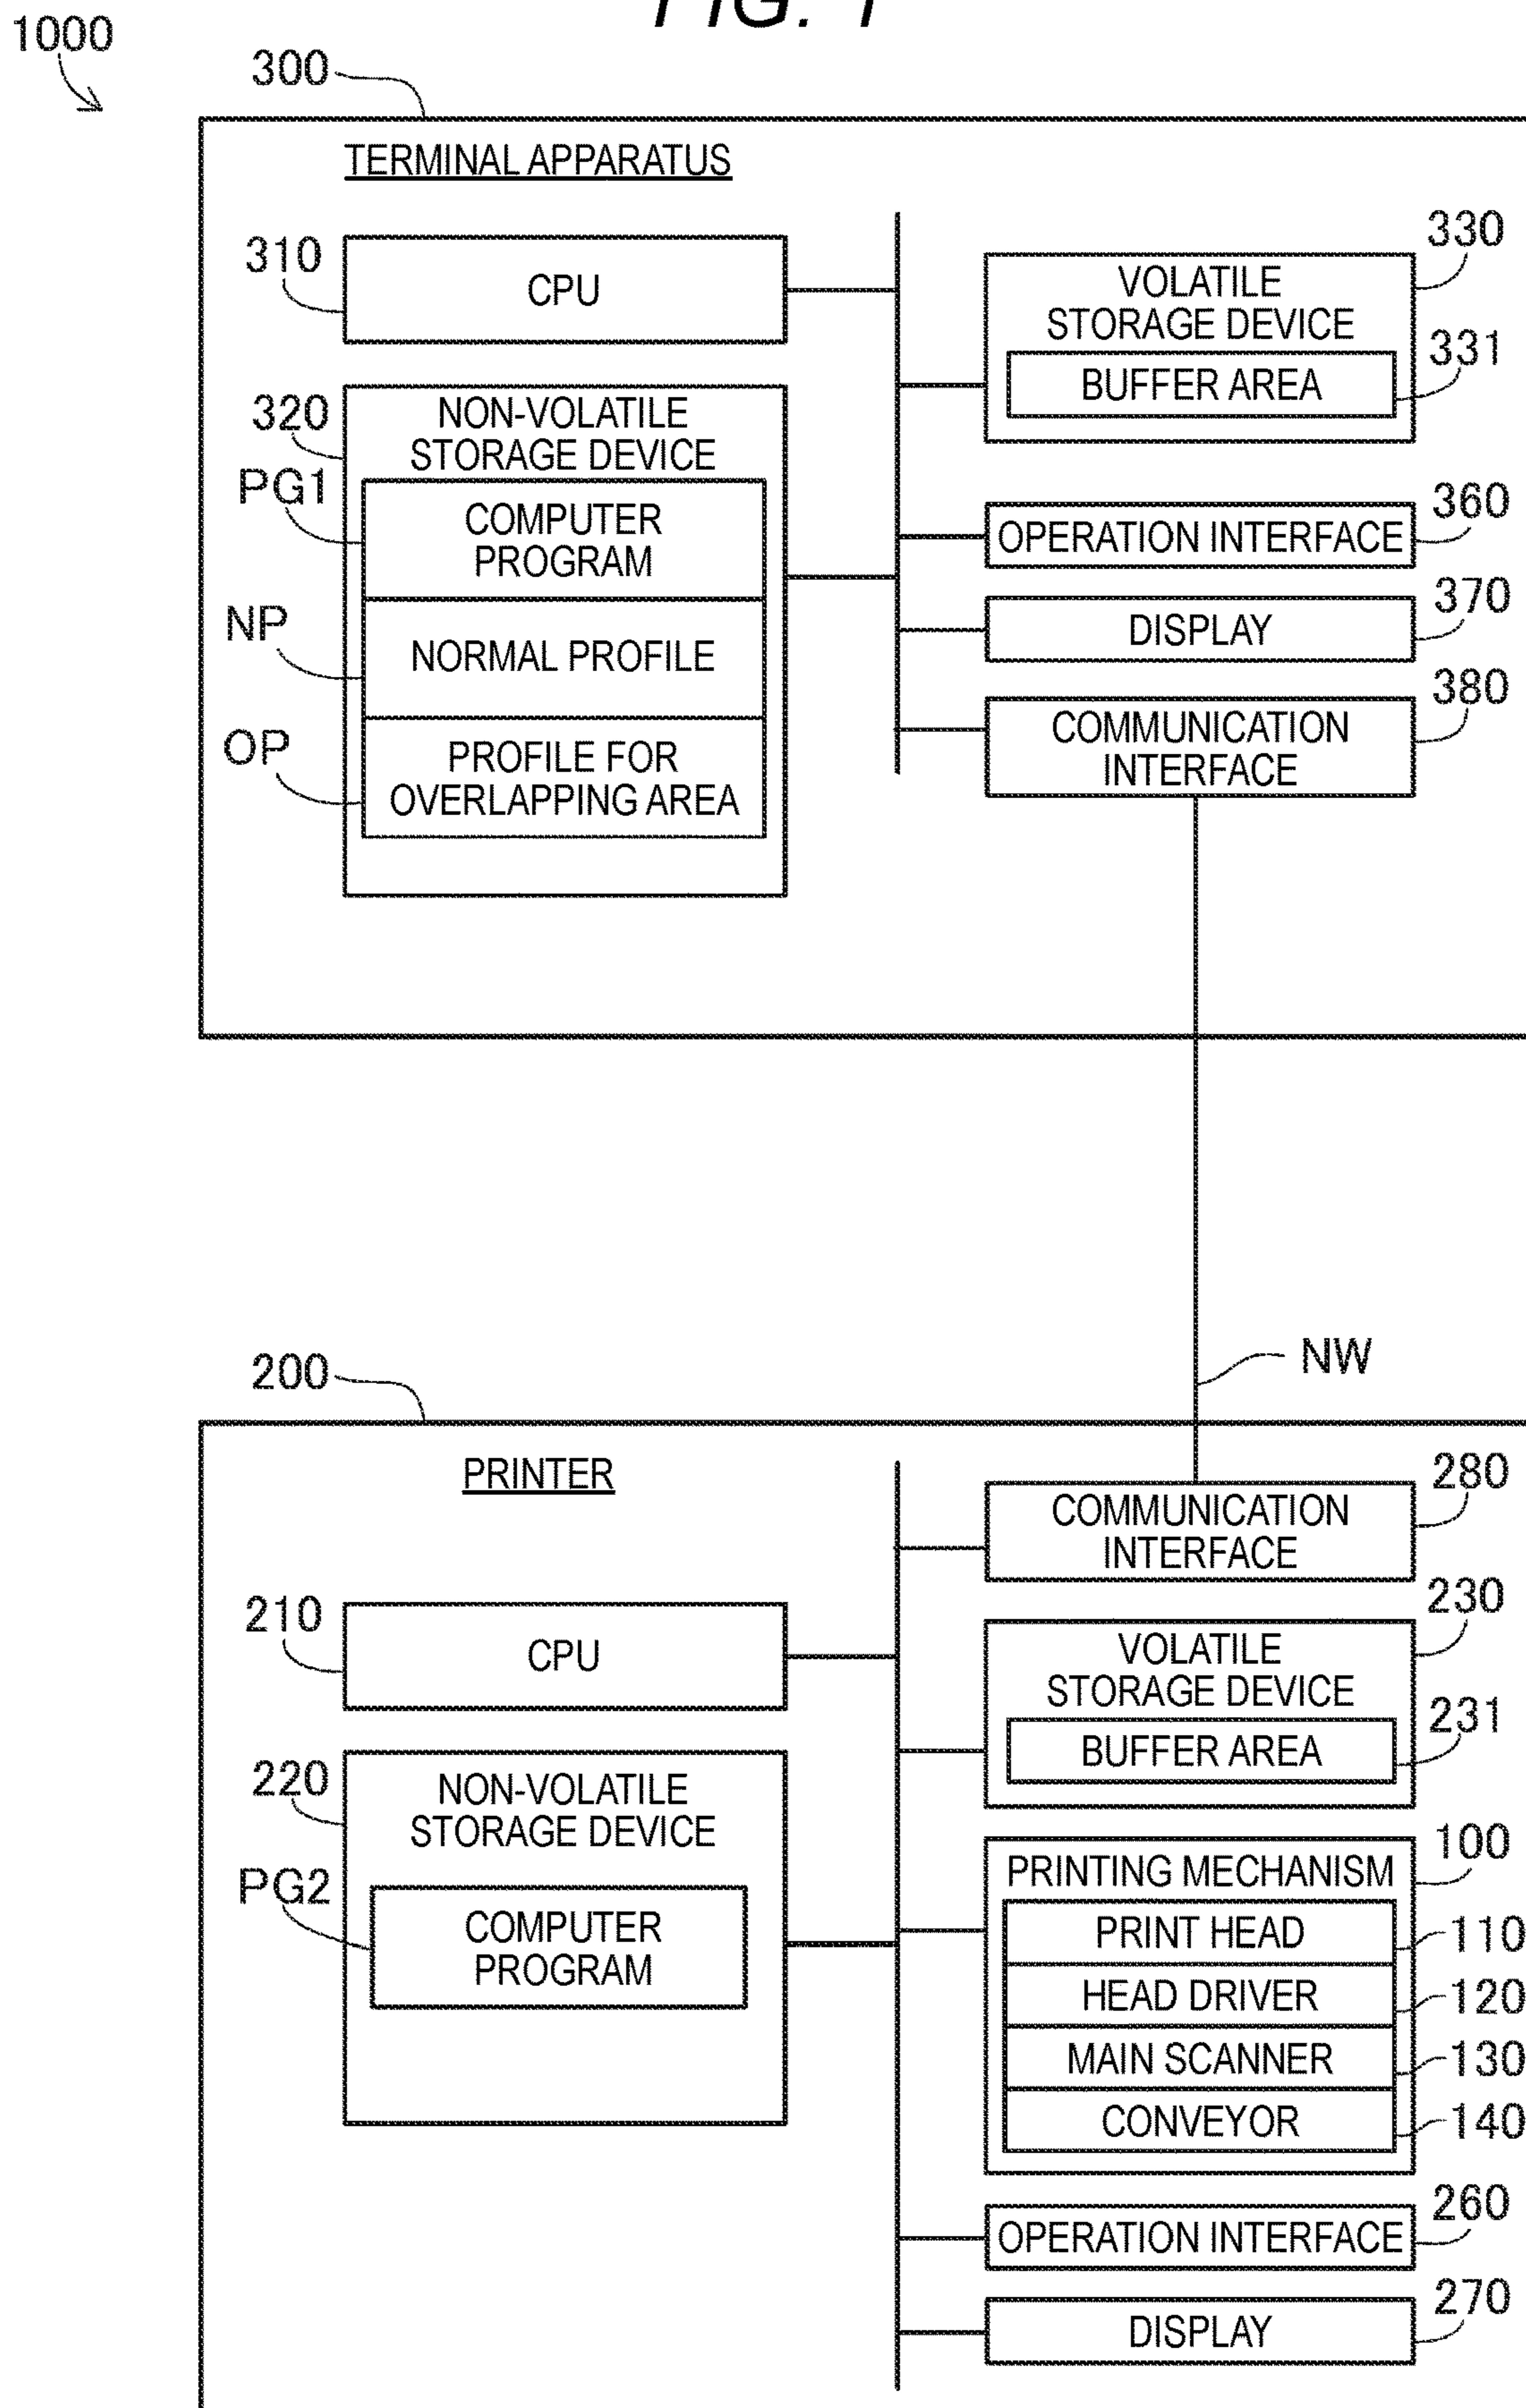 FIG. 1
1000
300
TERMINAL APPARATUS
310
CPU
320
NON-VOLATILE
STORAGE DEVICE
PG1
COMPUTER
PROGRAM
NP
NORMAL PROFILE
OP
PROFILE FOR
OVERLAPPING AREA
330
VOLATILE
STORAGE DEVICE
331
BUFFER AREA
360
OPERATION INTERFACE
370
DISPLAY
380
COMMUNICATION
INTERFACE
NW
200
PRINTER
210
CPU
220
NON-VOLATILE
STORAGE DEVICE
PG2
COMPUTER
PROGRAM
280
COMMUNICATION
INTERFACE
230
VOLATILE
STORAGE DEVICE
231
BUFFER AREA
100
PRINTING MECHANISM
PRINT HEAD
110
HEAD DRIVER
120
MAIN SCANNER
130
CONVEYOR
140
260
OPERATION INTERFACE
270
DISPLAY